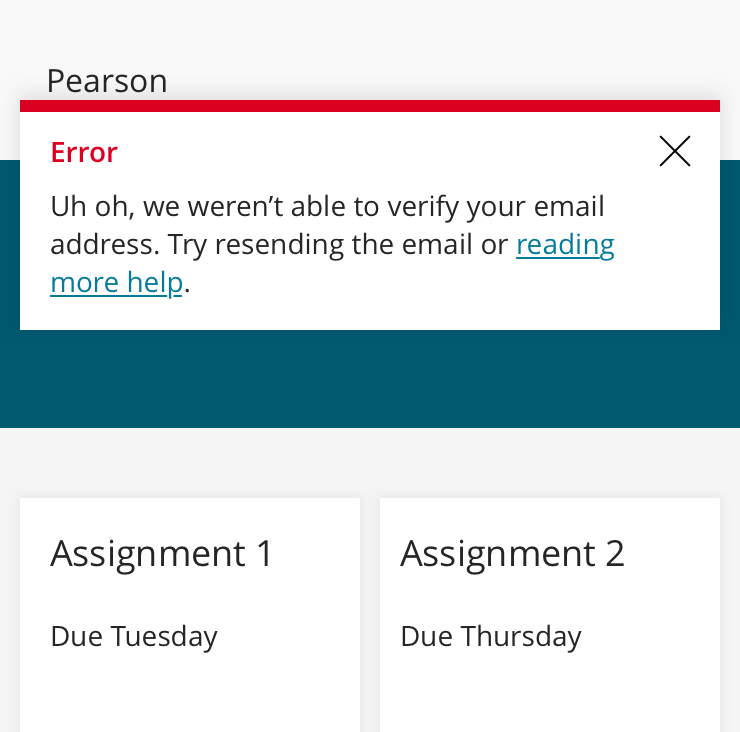 Pearson
Error
Uh oh, we weren’t able to verify your email
address. Try resending the email or reading
more help.
Assignment 1
Assignment 2
Due Tuesday
Due Thursday